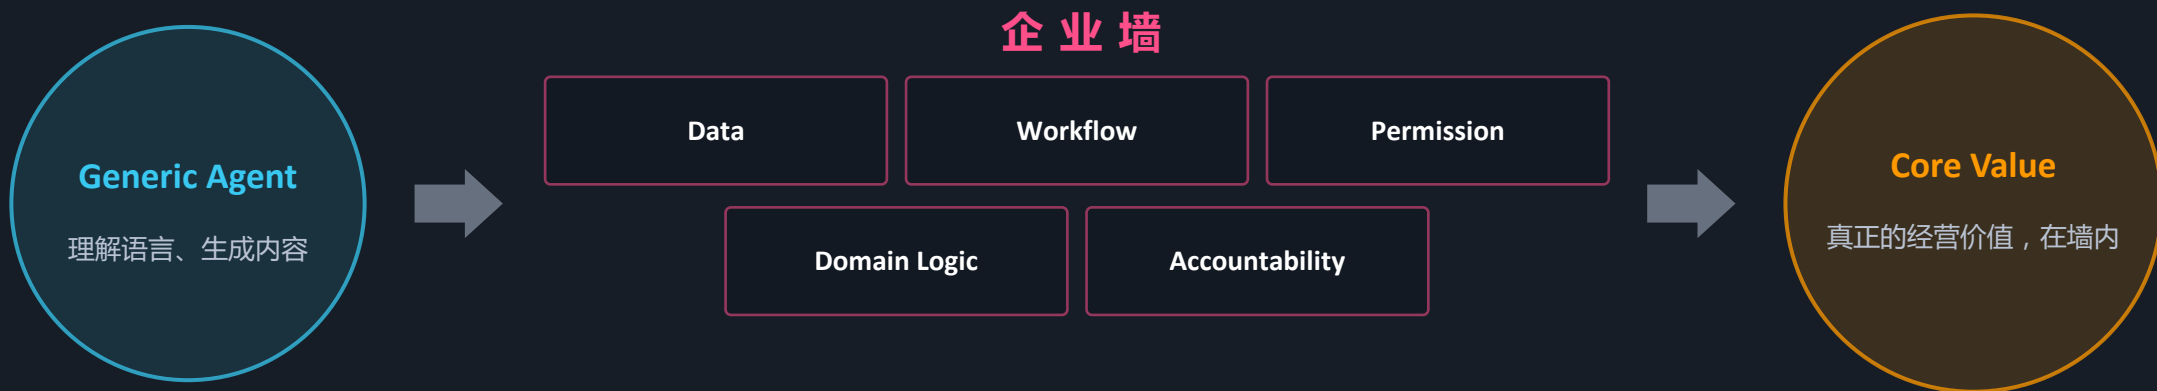 企业墙
Generic Agent
理解语言、生成内容
Data
Workflow
Permission
Domain Logic
Accountability
Core Value
真正的经营价值，在墙内